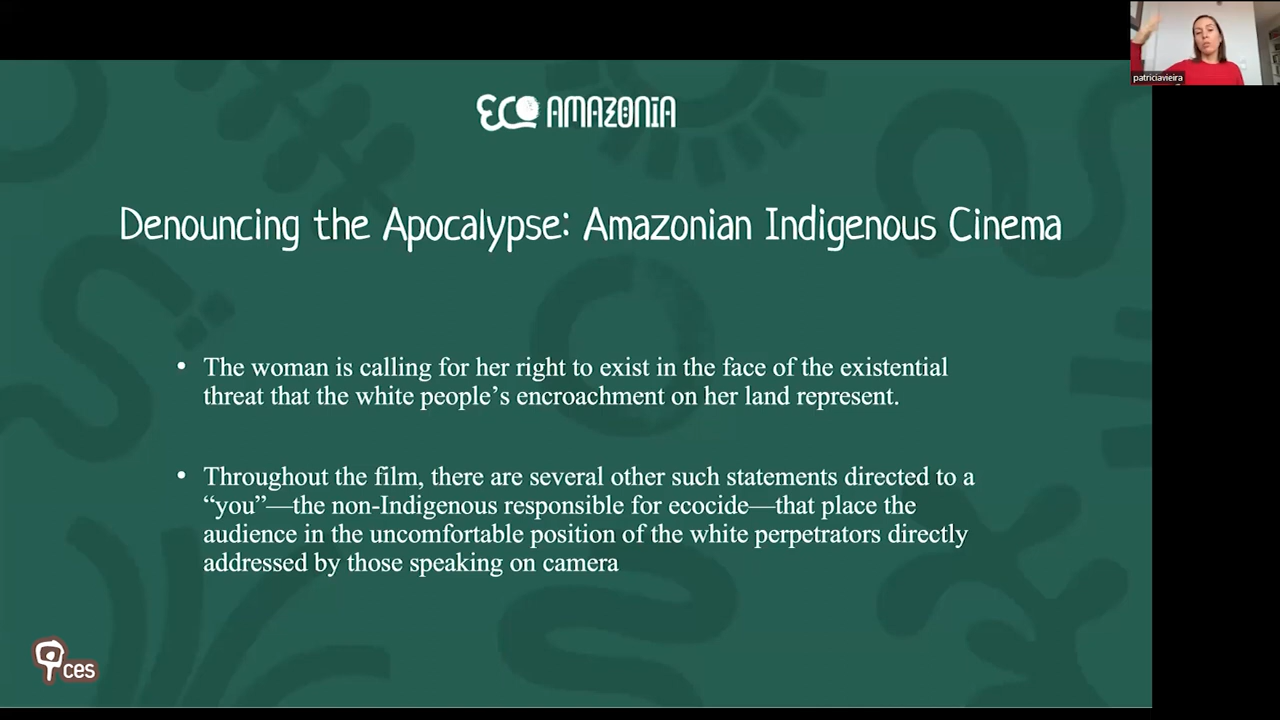 patriciavieira
ECO AMAZONIA
Denouncing the Apocalypse: Amazonian Indigenous Cinema
• The woman is calling for her right to exist in the face of the existential
threat that the white people’s encroachment on her land represent.
• Throughout the film, there are several other such statements directed to a
“you”—the non-Indigenous responsible for ecocide—that place the
audience in the uncomfortable position of the white perpetrators directly
addressed by those speaking on camera
ces